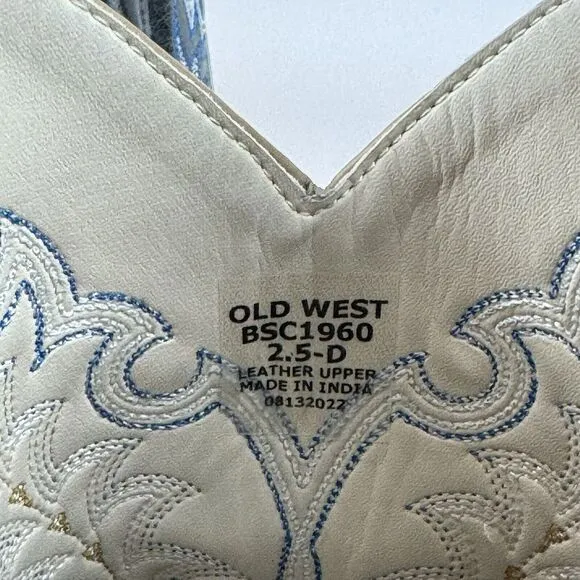 OLD WEST
BSC1960
2.5-D
LEATHER UPPER
MADE IN INDIA
08132022